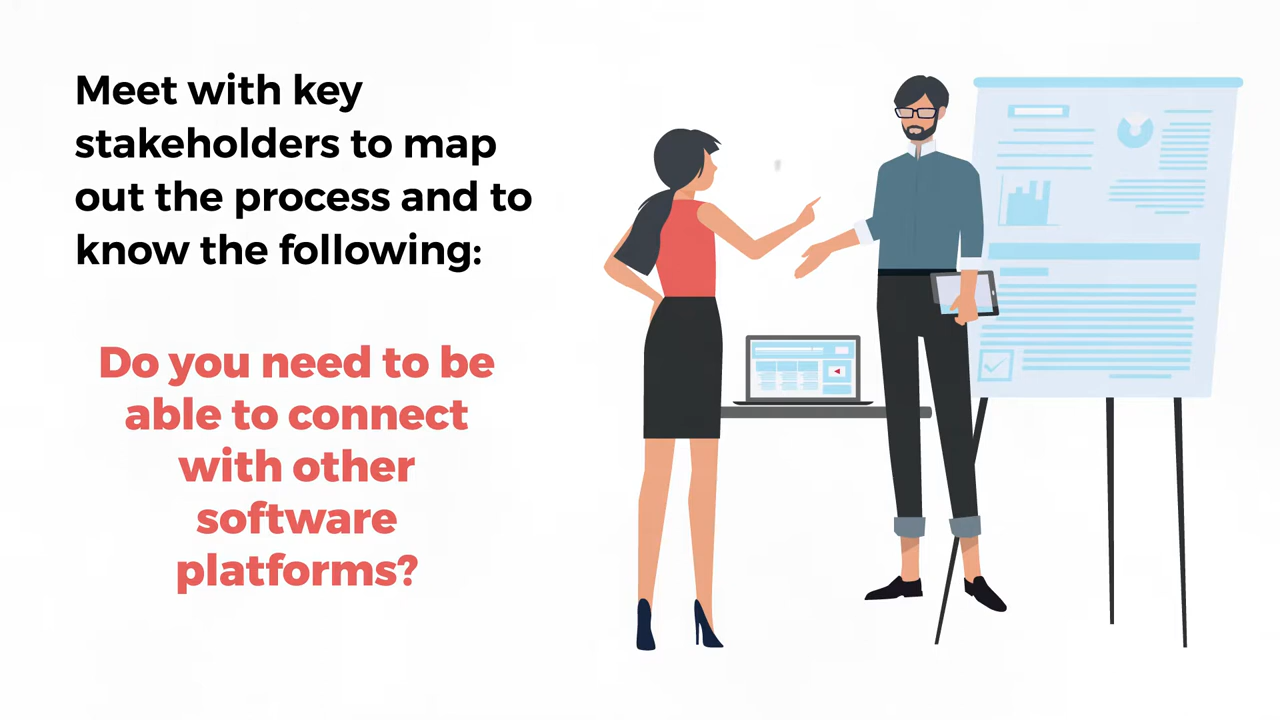 Meet with key
stakeholders to map
out the process and to
know the following:
Do you need to be
able to connect
with other
software
platforms?